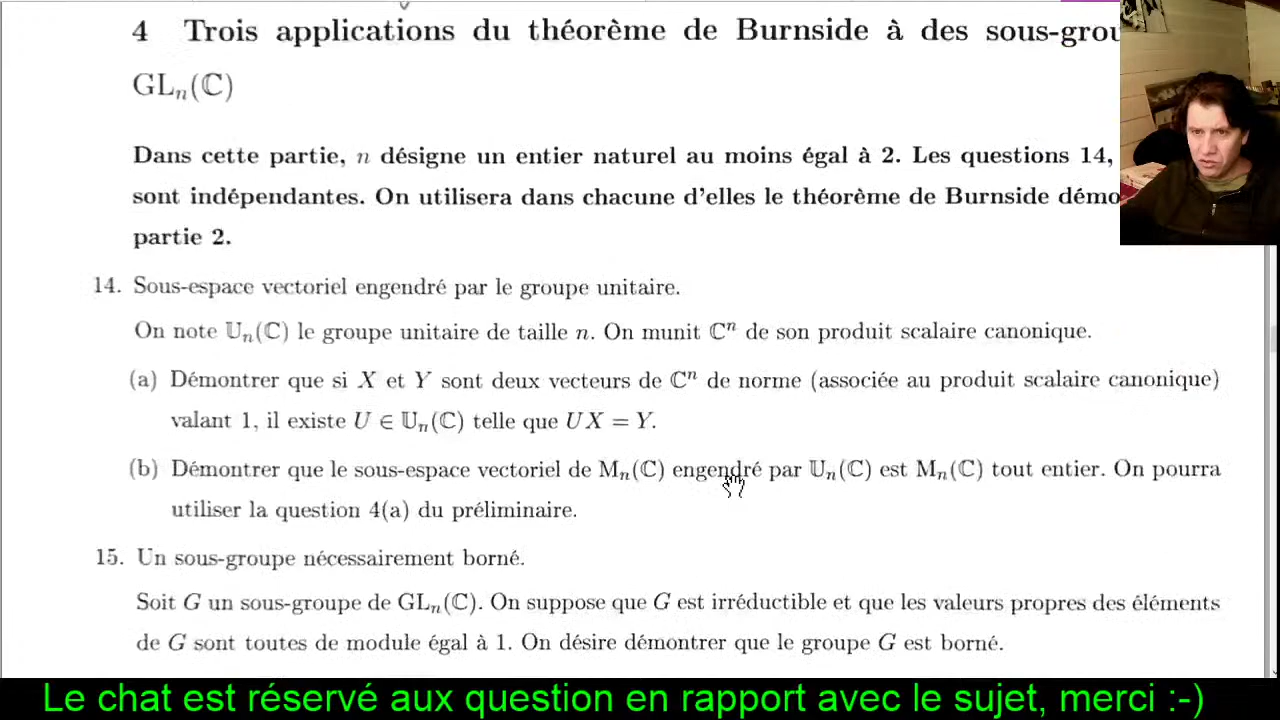 4 Trois applications du théorème de Burnside à des
GLₙ(ℂ)
Dans cette partie, n désigne un entier naturel au moins égal à 2. Les questions 14,
sont indépendantes. On utilisera dans chacune d'elles le théorème de Burnside
partie 2.
14. Sous-espace vectoriel engendré par le groupe unitaire.
On note 𝕌ₙ(ℂ) le groupe unitaire de taille n. On munit ℂⁿ de son produit scalaire canonique.
(a) Démontrer que si X et Y sont deux vecteurs de ℂⁿ de norme (associée au produit scalaire canonique)
valant 1, il existe U ∈ 𝕌ₙ(ℂ) telle que UX = Y.
(b) Démontrer que le sous-espace vectoriel de Mₙ(ℂ) engendré par 𝕌ₙ(ℂ) est Mₙ(ℂ) tout entier. On pourra
utiliser la question 4(a) du préliminaire.
15. Un sous-groupe nécessairement borné.
Soit G un sous-groupe de GLₙ(ℂ). On suppose que G est irréductible et que les valeurs propres des éléments
de G sont toutes de module égal à 1. On désire démontrer que le groupe G est borné.
Le chat est réservé aux question en rapport avec le sujet, merci :-)